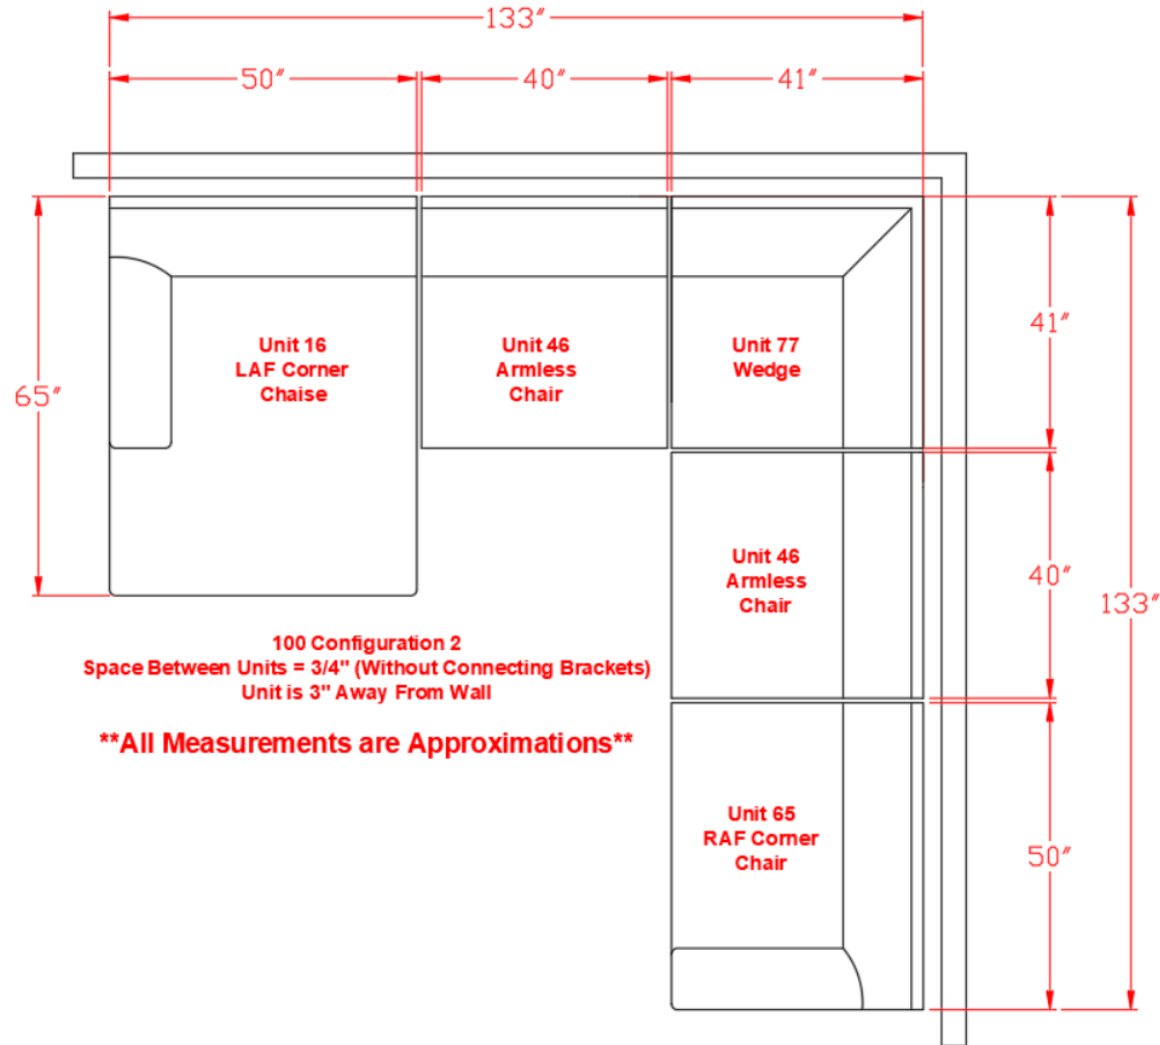 133"
50"
40"
41"
65"
Unit 16
LAF Corner
Chaise
Unit 46
Armless
Chair
Unit 77
Wedge
41"
Unit 46
Armless
Chair
40"
133"
100 Configuration 2
Space Between Units = 3/4" (Without Connecting Brackets)
Unit is 3" Away From Wall
**All Measurements are Approximations**
Unit 65
RAF Corner
Chair
50"